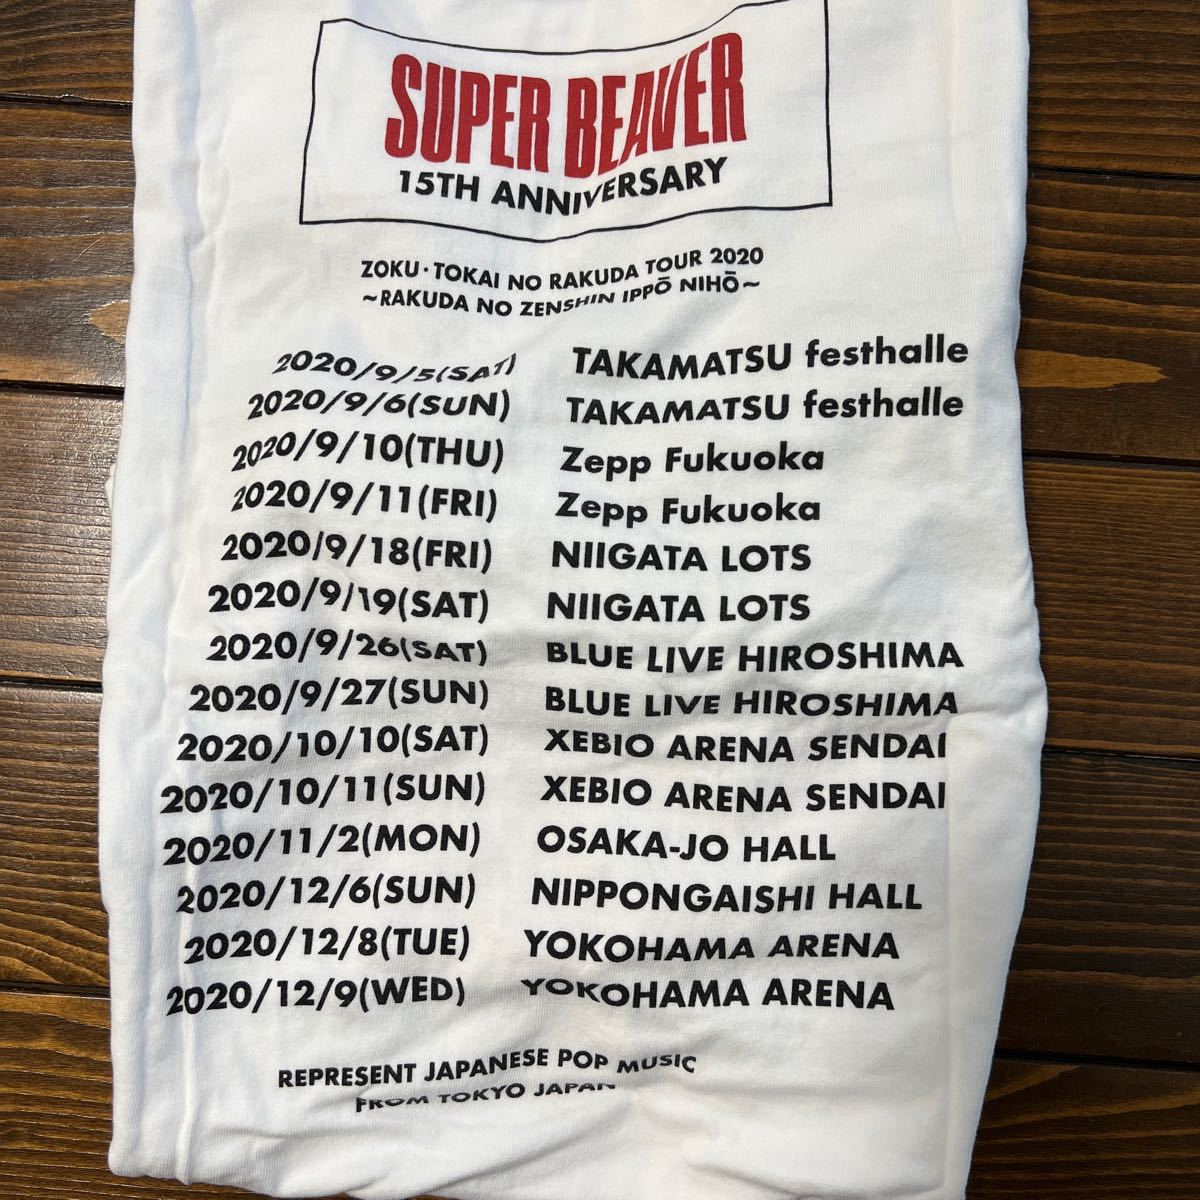 SUPER BEAVER
15TH ANNIVERSARY
ZOKU・TOKAI NO RAKUDA TOUR 2020
~RAKUDA NO ZENSHIN IPPŌ NIHŌ~
2020/9/5(SAT) TAKAMATSU festhalle
2020/9/6(SUN) TAKAMATSU festhalle
2020/9/10(THU) Zepp Fukuoka
2020/9/11(FRI) Zepp Fukuoka
2020/9/18(FRI) NIIGATA LOTS
2020/9/19(SAT) NIIGATA LOTS
2020/9/26(SAT) BLUE LIVE HIROSHIMA
2020/9/27(SUN) BLUE LIVE HIROSHIMA
2020/10/10(SAT) XEBIO ARENA SENDAI
2020/10/11(SUN) XEBIO ARENA SENDAI
2020/11/2(MON) OSAKA-JO HALL
2020/12/6(SUN) NIPPONGAISHI HALL
2020/12/8(TUE) YOKOHAMA ARENA
2020/12/9(WED) YOKOHAMA ARENA
REPRESENT JAPANESE POP MUSIC
FROM TOKYO JAPAN